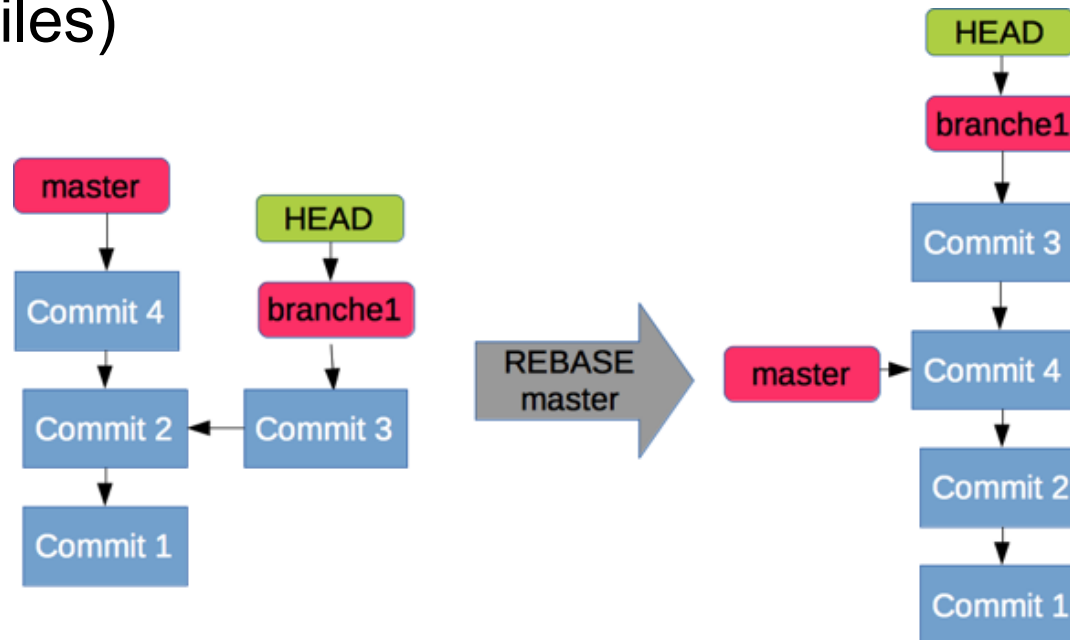 iles)
master
HEAD
branche1
Commit 4
Commit 2
Commit 3
Commit 1
REBASE
master
HEAD
branche1
Commit 3
master
Commit 4
Commit 2
Commit 1